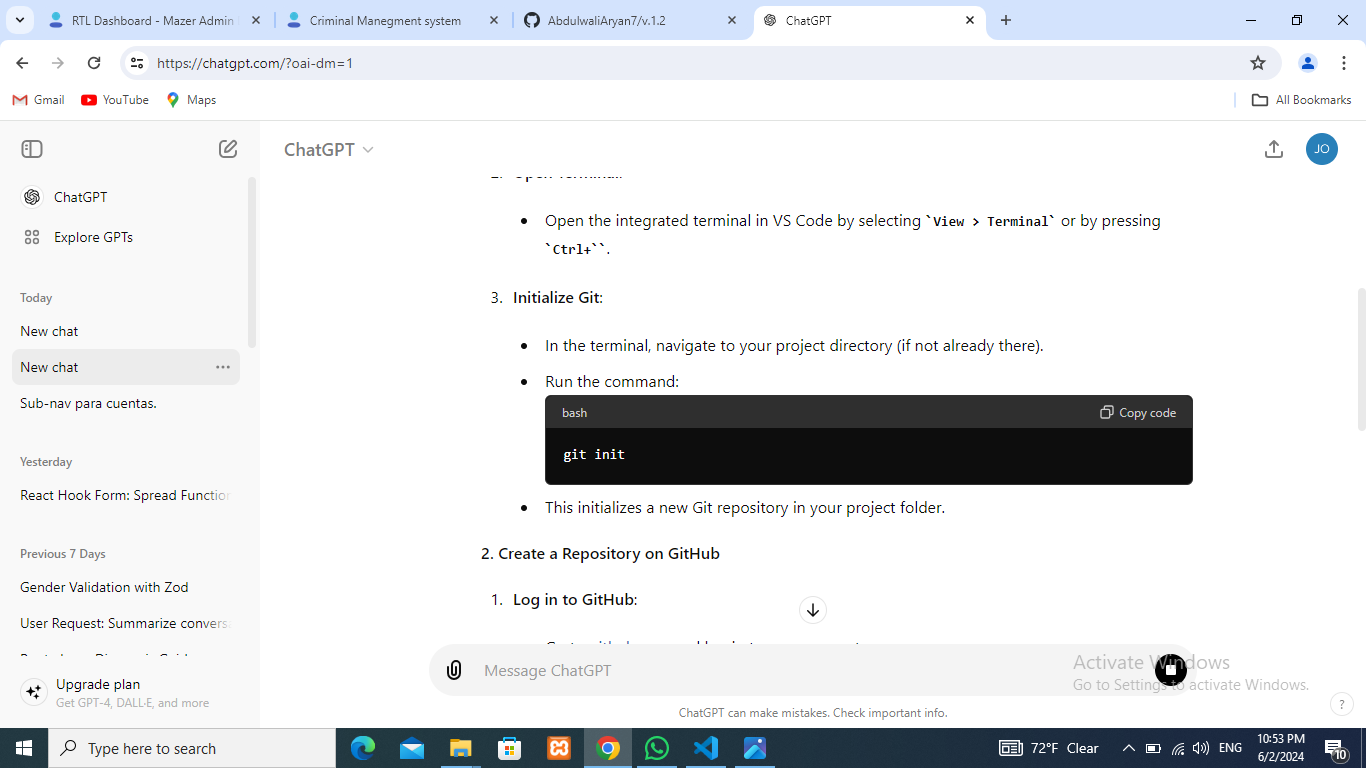 RTL Dashboard - Mazer Admin
Criminal Manegment system
AbdulwaliAryan7/v.1.2
ChatGPT
https://chatgpt.com/?oai-dm=1
Gmail
YouTube
Maps
All Bookmarks
ChatGPT
Explore GPTs
Today
New chat
New chat
Sub-nav para cuentas.
Yesterday
React Hook Form: Spread Function
Previous 7 Days
Gender Validation with Zod
User Request: Summarize convers
Upgrade plan
Get GPT-4, DALL·E, and more
ChatGPT
JO
Open the integrated terminal in VS Code by selecting `View > Terminal` or by pressing
`Ctrl+``.
3. Initialize Git:
In the terminal, navigate to your project directory (if not already there).
Run the command:
bash
Copy code
git init
This initializes a new Git repository in your project folder.
2. Create a Repository on GitHub
1. Log in to GitHub:
Message ChatGPT
Activate Windows
Go to Settings to activate Windows.
ChatGPT can make mistakes. Check important info.
?
Type here to search
72°F Clear
ENG
10:53 PM
6/2/2024
10